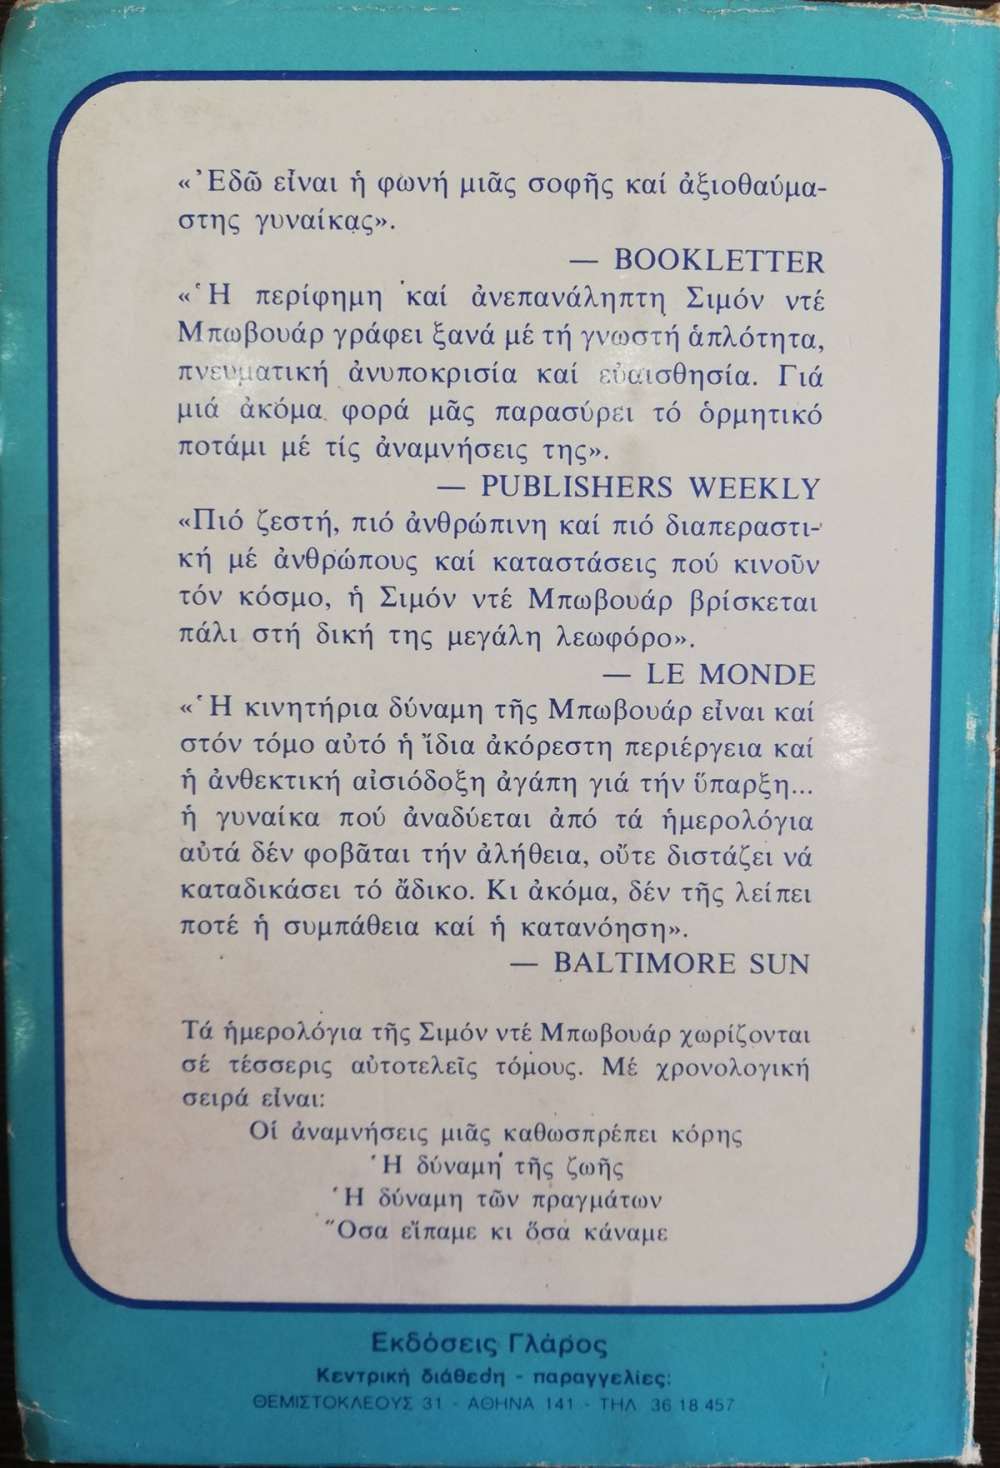 «Ἐδῶ εἶναι ἡ φωνή μιᾶς σοφῆς καί ἀξιοθαύμα-
στης γυναίκας».
— BOOKLETTER
«Ἡ περίφημη καί ἀνεπανάληπτη Σιμόν ντέ
Μπωβουάρ γράφει ξανά μέ τή γνωστή ἁπλότητα,
πνευματική ἀνυποκρισία καί εὐαισθησία. Γιά
μιά ἀκόμα φορά μᾶς παρασύρει τό ὁρμητικό
ποτάμι μέ τίς ἀναμνήσεις της».
— PUBLISHERS WEEKLY
«Πιό ζεστή, πιό ἀνθρώπινη καί πιό διαπεραστι-
κή μέ ἀνθρώπους καί καταστάσεις πού κινοῦν
τόν κόσμο, ἡ Σιμόν ντέ Μπωβουάρ βρίσκεται
πάλι στή δική της μεγάλη λεωφόρο».
— LE MONDE
«Ἡ κινητήρια δύναμη τῆς Μπωβουάρ εἶναι καί
στόν τόμο αὐτό ἡ ἴδια ἀκόρεστη περιέργεια καί
ἡ ἀνθεκτική αἰσιόδοξη ἀγάπη γιά τήν ὕπαρξη...
ἡ γυναίκα πού ἀναδύεται ἀπό τά ἡμερολόγια
αὐτά δέν φοβᾶται τήν ἀλήθεια, οὔτε διστάζει νά
καταδικάσει τό ἄδικο. Κι ἀκόμα, δέν τῆς λείπει
ποτέ ἡ συμπάθεια καί ἡ κατανόηση».
— BALTIMORE SUN
Τά ἡμερολόγια τῆς Σιμόν ντέ Μπωβουάρ χωρίζονται
σέ τέσσερις αὐτοτελεῖς τόμους. Μέ χρονολογική
σειρά εἶναι:
Οἱ ἀναμνήσεις μιᾶς καθωσπρέπει κόρης
Ἡ δύναμη τῆς ζωῆς
Ἡ δύναμη τῶν πραγμάτων
Ὅσα εἴπαμε κι ὅσα κάναμε
Εκδόσεις Γλάρος
Κεντρική διάθεση - παραγγελίες:
ΘΕΜΙΣΤΟΚΛΕΟΥΣ 31 - ΑΘΗΝΑ 141 - ΤΗΛ 36 18 457